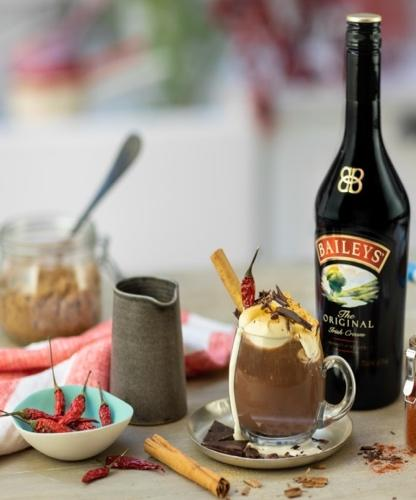 BAILEYS
The
ORIGINAL
Irish Cream